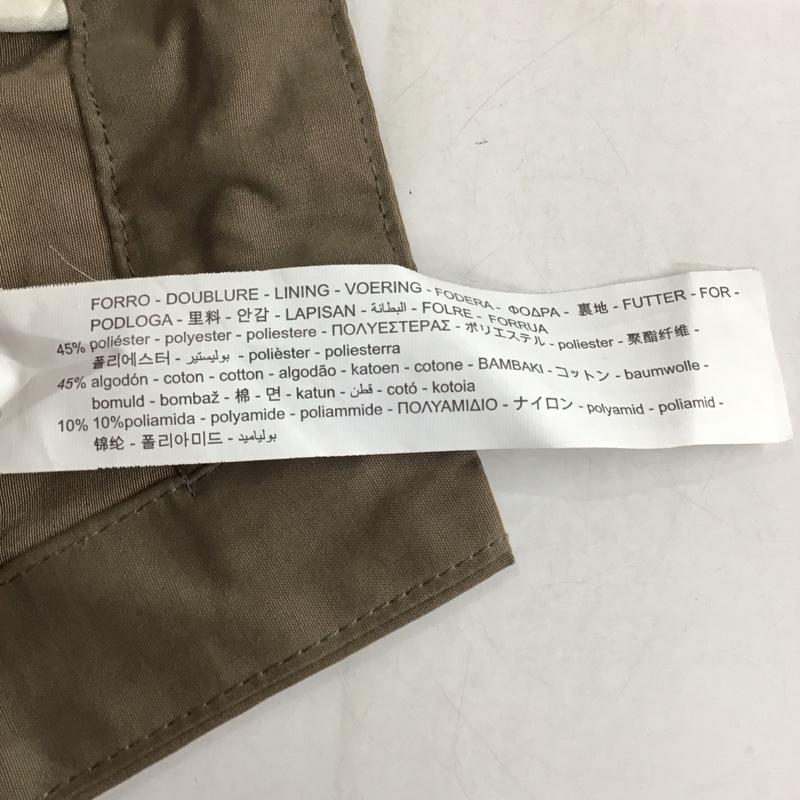 FORRO - DOUBLURE - LINING - VOERING - FODERA - ΦΟΔΡΑ - 裏地 - FUTTER - FOR -
PODLOGA - 里料 - 안감 - LAPISAN - البطانة - FOLRE - FORRUA
45% poliéster - polyester - poliestere - ΠΟΛΥΕΣΤΕΡΑΣ - ポリエステル - poliester - 聚酯纤维 -
폴리에스터 - بوليستير - polièster - poliesterra
45% algodón - coton - cotton - algodão - katoen - cotone - BAMBAKI - コットン - baumwolle -
bomuld - bombaž - 棉 - 면 - katun - قطن - cotó - kotoia
10% 10%poliamida - polyamide - poliammide - ΠΟΛΥΑΜΙΔΙΟ - ナイロン - polyamid - poliamid -
锦纶 - 폴리아미드 - بولياميد